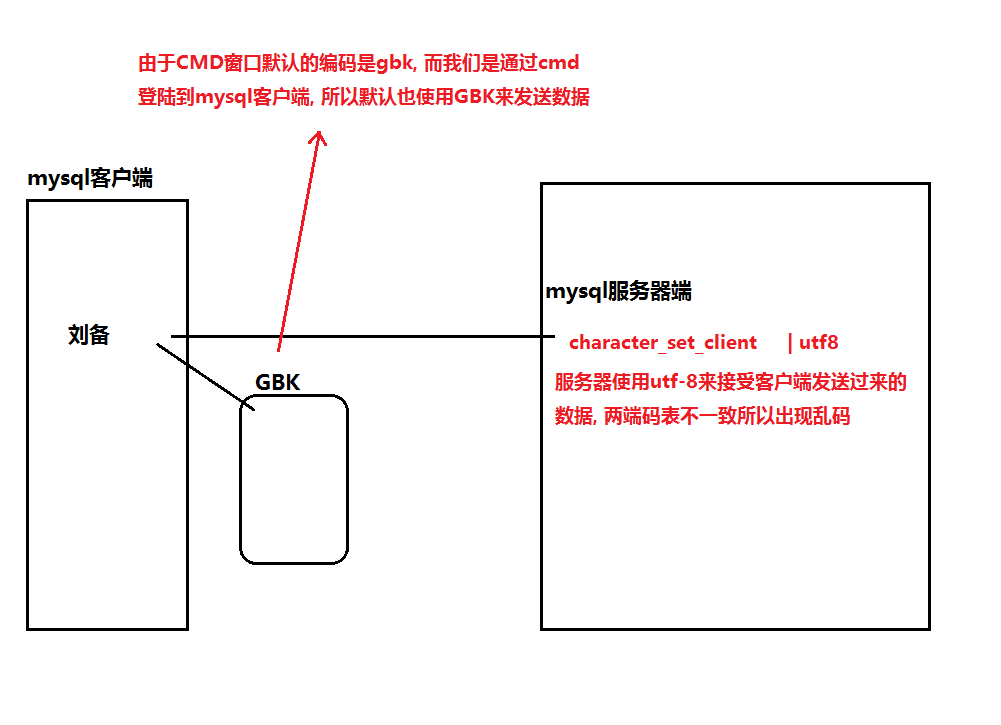 由于CMD窗口默认的编码是gbk, 而我们是通过cmd
登陆到mysql客户端, 所以默认也使用GBK来发送数据
mysql客户端
刘备
GBK
mysql服务器端
character_set_client | utf8
服务器使用utf-8来接受客户端发送过来的
数据, 两端码表不一致所以出现乱码